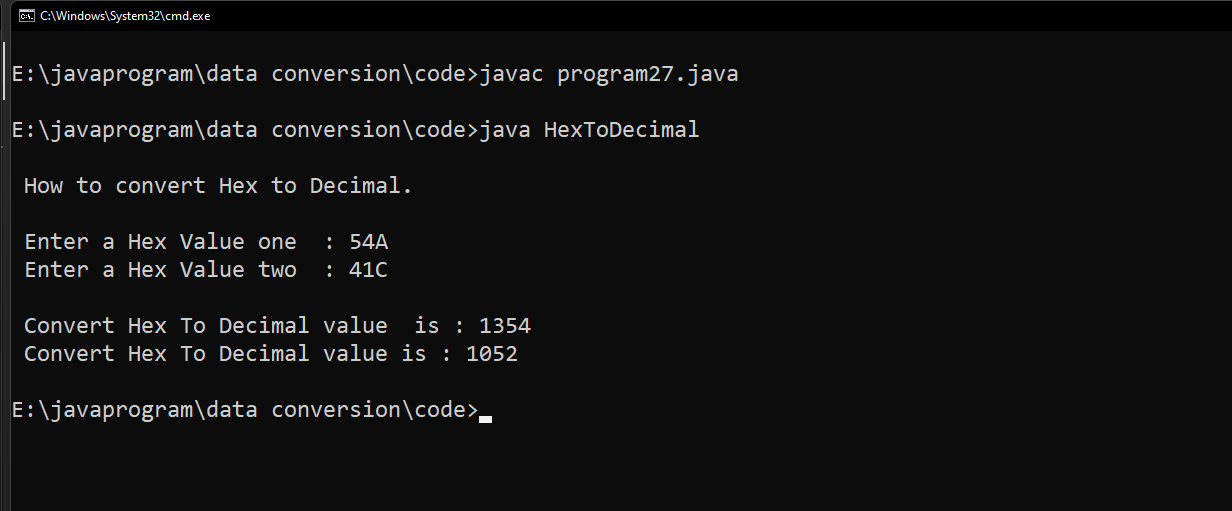 C:\Windows\System32\cmd.exe
E:\javaprogram\data conversion\code>javac program27.java
E:\javaprogram\data conversion\code>java HexToDecimal
How to convert Hex to Decimal.
Enter a Hex Value one  : 54A
Enter a Hex Value two  : 41C
Convert Hex To Decimal value  is : 1354
Convert Hex To Decimal value is : 1052
E:\javaprogram\data conversion\code>